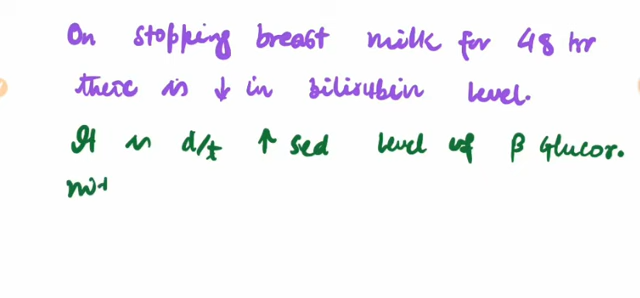 On stopping breast milk for 48 hr
there is ↓ in bilirubin level.
It is d/t ↑ sed level of β Glucor.